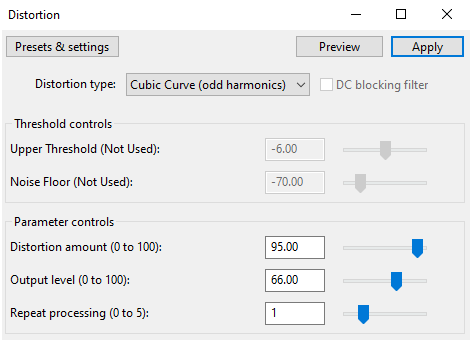 Distortion
Presets & settings Preview Apply
Distortion type: Cubic Curve (odd harmonics) DC blocking filter
Threshold controls
Upper Threshold (Not Used): -6.00
Noise Floor (Not Used): -70.00
Parameter controls
Distortion amount (0 to 100): 95.00
Output level (0 to 100): 66.00
Repeat processing (0 to 5): 1